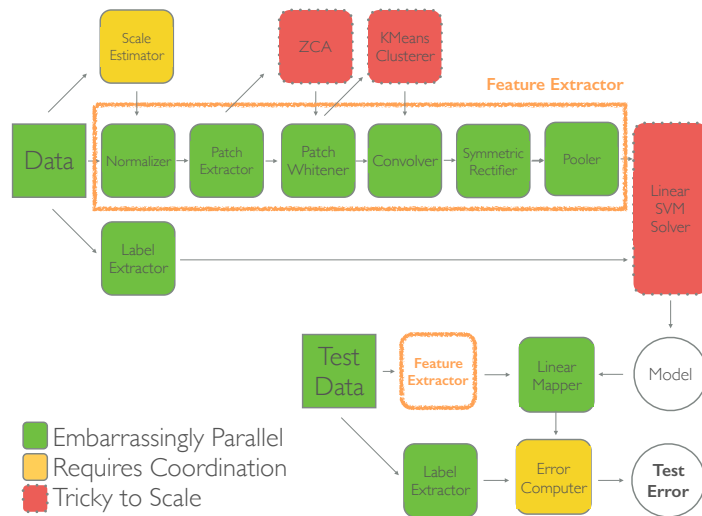 Scale
Estimator
ZCA
KMeans
Clusterer
Feature Extractor
Data
Normalizer
Patch
Extractor
Patch
Whitener
Convolver
Symmetric
Rectifier
Pooler
Linear
SVM
Solver
Label
Extractor
Test
Data
Feature
Extractor
Linear
Mapper
Model
Label
Extractor
Error
Computer
Test
Error
Embarrassingly Parallel
Requires Coordination
Tricky to Scale